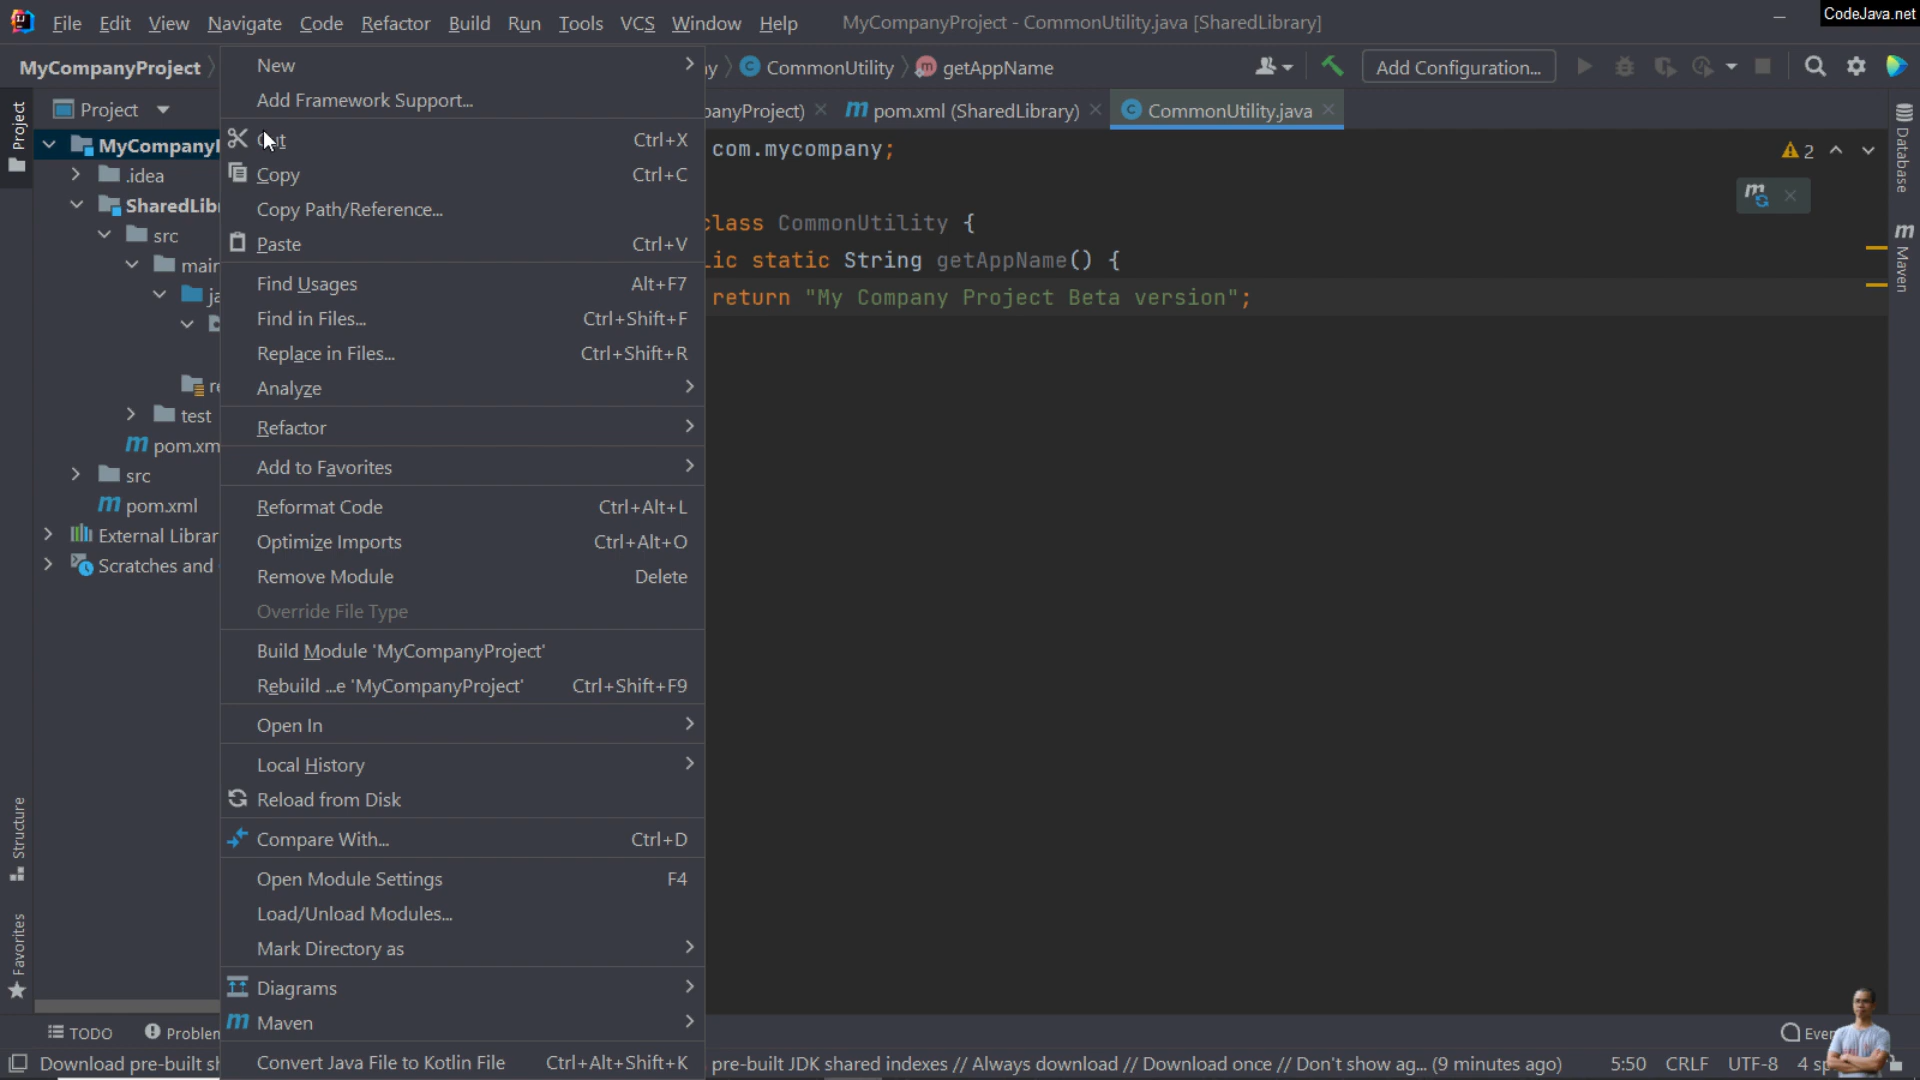 File Edit View Navigate Code Refactor Build Run Tools VCS Window Help MyCompanyProject - CommonUtility.java [SharedLibrary]
CodeJava.net
MyCompanyProject CommonUtility getAppName Add Configuration...
Project pom.xml (SharedLibrary) CommonUtility.java
com.mycompany; 2
CommonUtility {
static String getAppName() {
return "My Company Project Beta version";
.idea
src
test
src
pom.xml
External
Scratches and
New
Add Framework Support...
Cut Ctrl+X
Copy Ctrl+C
Copy Path/Reference...
Paste Ctrl+V
Find Usages Alt+F7
Find in Files... Ctrl+Shift+F
Replace in Files... Ctrl+Shift+R
Analyze
Refactor
Add to Favorites
Reformat Code Ctrl+Alt+L
Optimize Imports Ctrl+Alt+O
Remove Module Delete
Override File Type
Build Module 'MyCompanyProject'
Rebuild ...e 'MyCompanyProject' Ctrl+Shift+F9
Open In
Local History
Reload from Disk
Compare With... Ctrl+D
Open Module Settings F4
Load/Unload Modules...
Mark Directory as
Diagrams
Maven
Convert Java File to Kotlin File Ctrl+Alt+Shift+K
Project
Structure
Favorites
Database
Maven
TODO
Download pre-built pre-built JDK shared indexes // Always download // Download once // Don't show ag... (9 minutes ago) 5:50 CRLF UTF-8 4